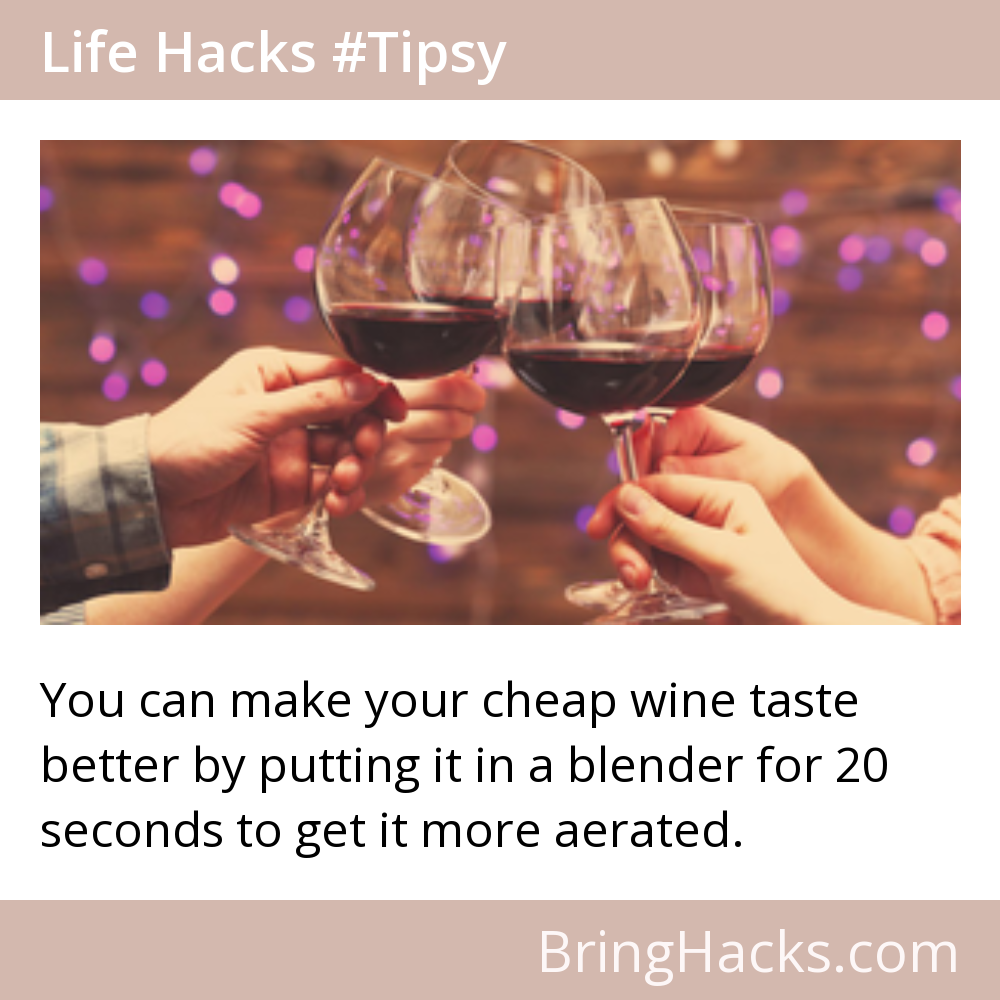 Life Hacks #Tipsy
You can make your cheap wine taste
better by putting it in a blender for 20
seconds to get it more aerated.
BringHacks.com